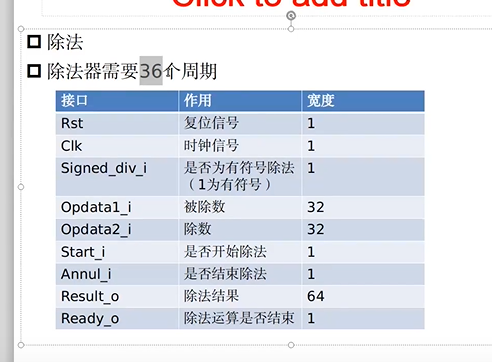 Click to add title
除法
除法器需要36个周期
接口 作用 宽度
Rst 复位信号 1
Clk 时钟信号 1
Signed_div_i 是否为有符号除法 1
（1为有符号）
Opdata1_i 被除数 32
Opdata2_i 除数 32
Start_i 是否开始除法 1
Annul_i 是否结束除法 1
Result_o 除法结果 64
Ready_o 除法运算是否结束 1